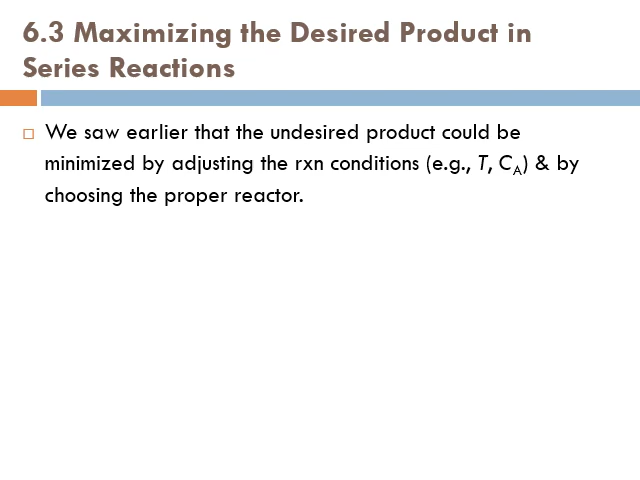 6.3 Maximizing the Desired Product in
Series Reactions
We saw earlier that the undesired product could be
minimized by adjusting the rxn conditions (e.g., T, CA) & by
choosing the proper reactor.